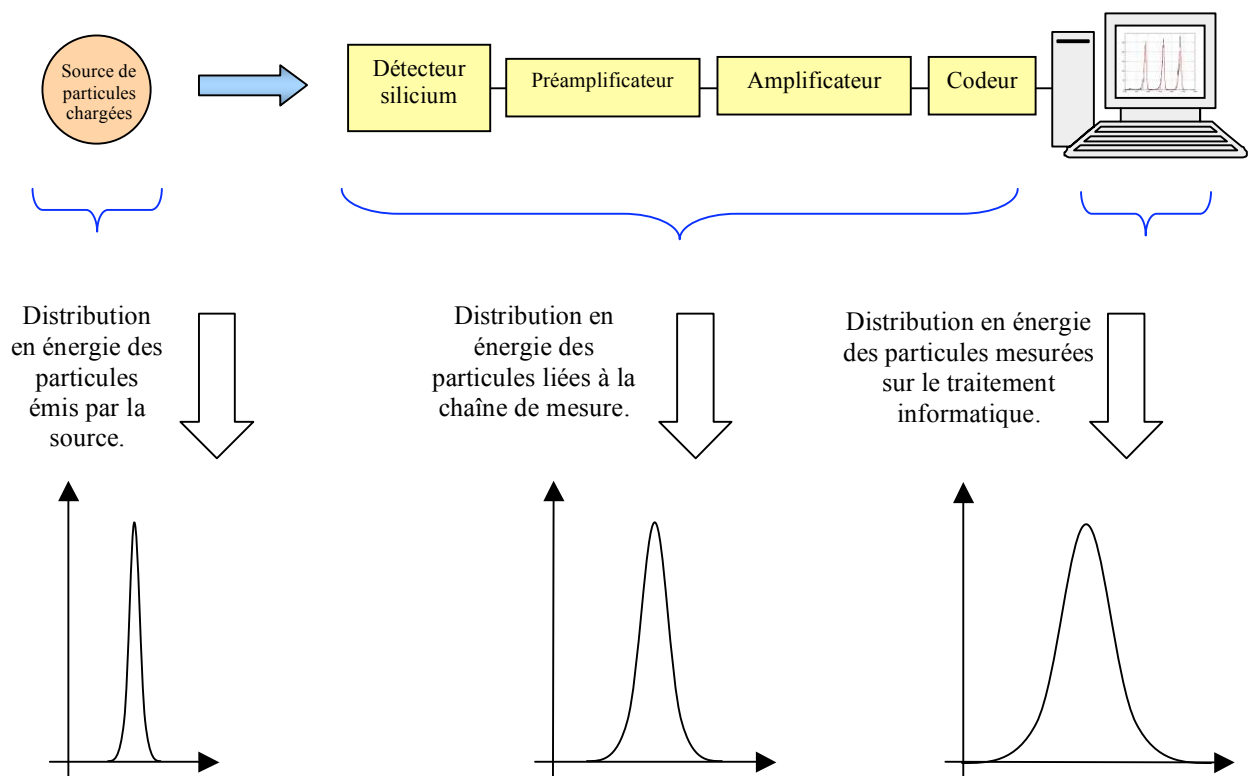 Source de
particules
chargées
Détecteur
silicium
Préamplificateur
Amplificateur
Codeur
Distribution
en énergie des
particules
émis par la
source.
Distribution en
énergie des
particules liées à la
chaîne de mesure.
Distribution en énergie
des particules mesurées
sur le traitement
informatique.